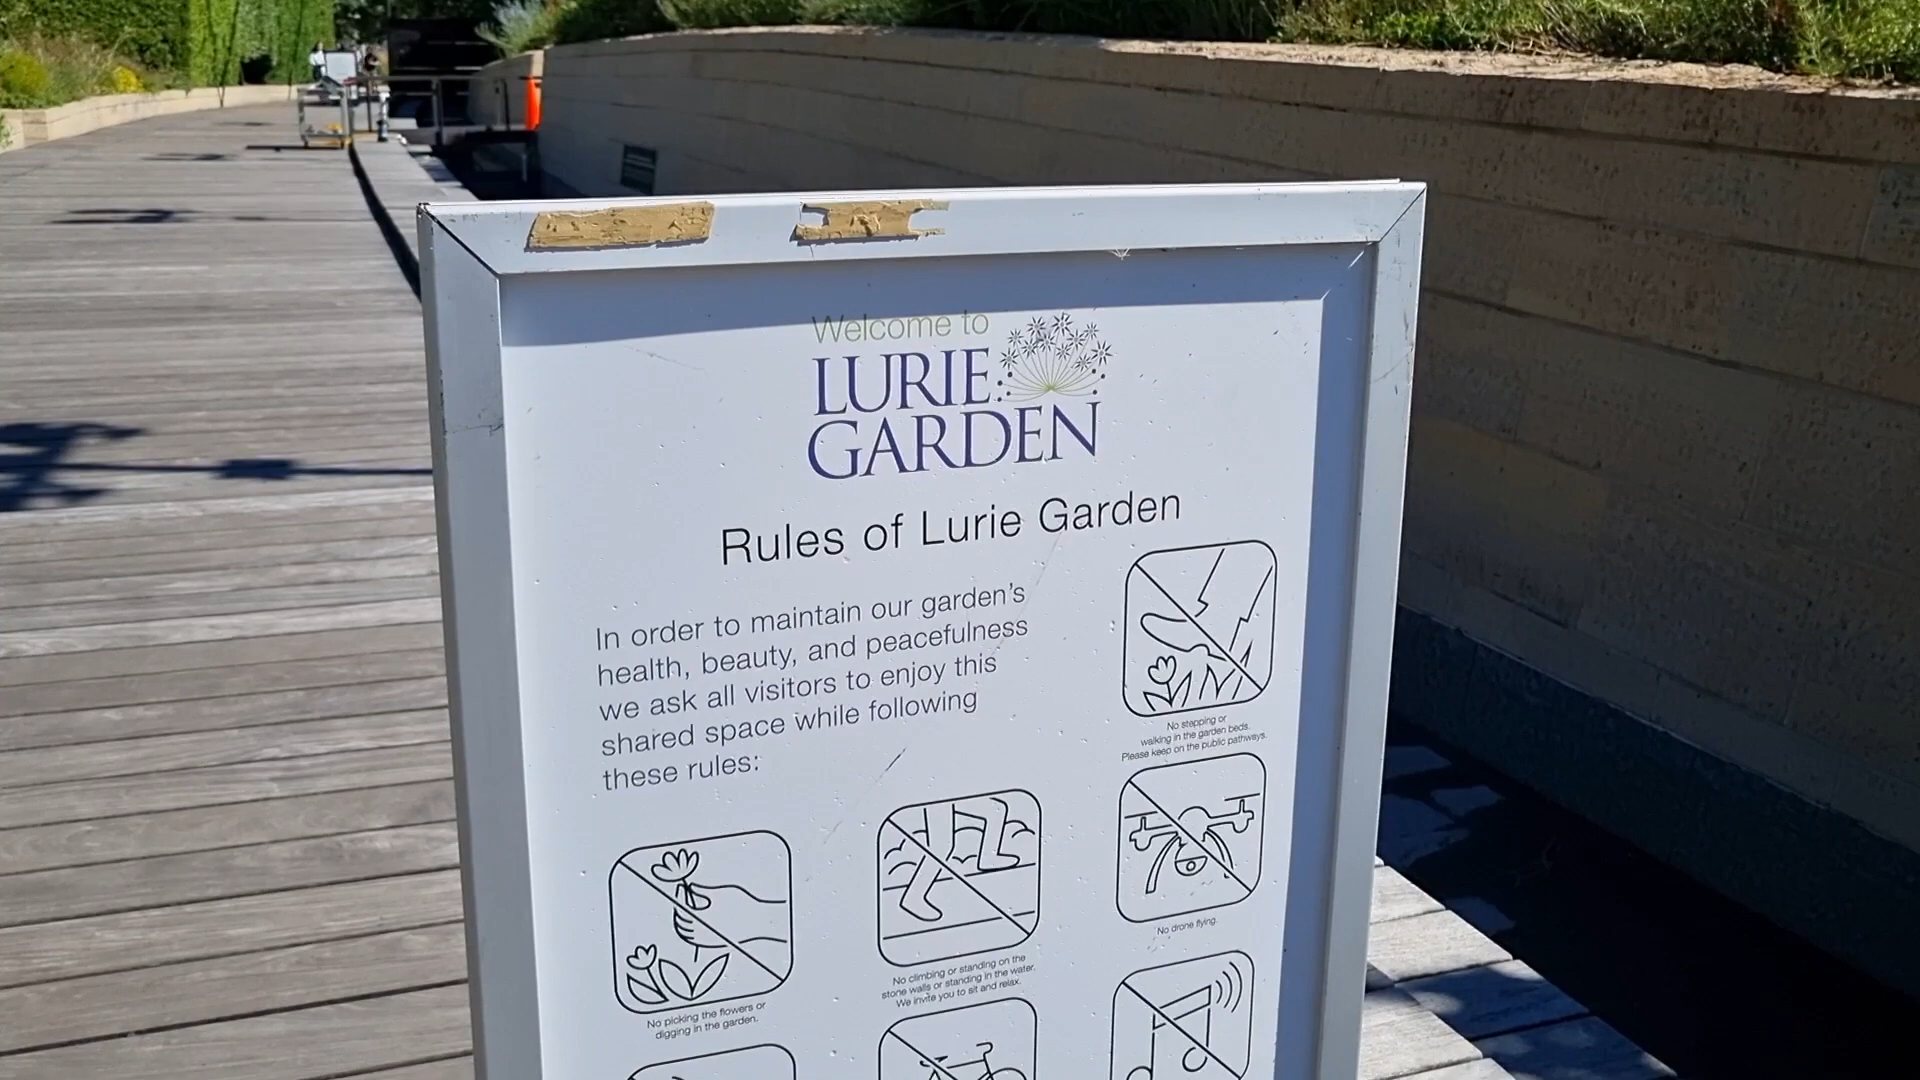 Welcome to
LURIE
GARDEN
Rules of Lurie Garden
In order to maintain our garden's
health, beauty, and peacefulness
we ask all visitors to enjoy this
shared space while following
these rules:
No stepping or
walking in the garden beds.
Please keep on the public pathways.
No drone flying.
No climbing or standing on the
stone walls or standing in the water.
We invite you to sit and relax.
No picking the flowers or
digging in the garden.